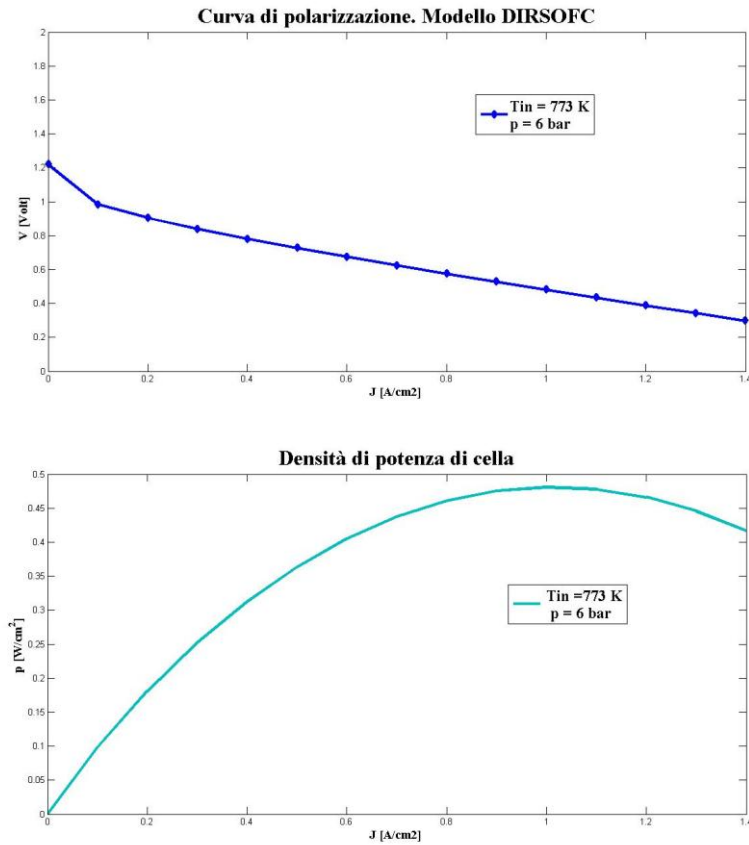 Curva di polarizzazione. Modello DIRSOFC
V [Volt]
2
1.8
1.6
1.4
1.2
1
0.8
0.6
0.4
0.2
0
Tin = 773 K
p = 6 bar
0 0.2 0.4 0.6 0.8 1 1.2 1.4
J [A/cm2]
Densità di potenza di cella
p [W/cm²]
0.5
0.45
0.4
0.35
0.3
0.25
0.2
0.15
0.1
0.05
0
Tin =773 K
p = 6 bar
0 0.2 0.4 0.6 0.8 1 1.2 1.4
J [A/cm2]